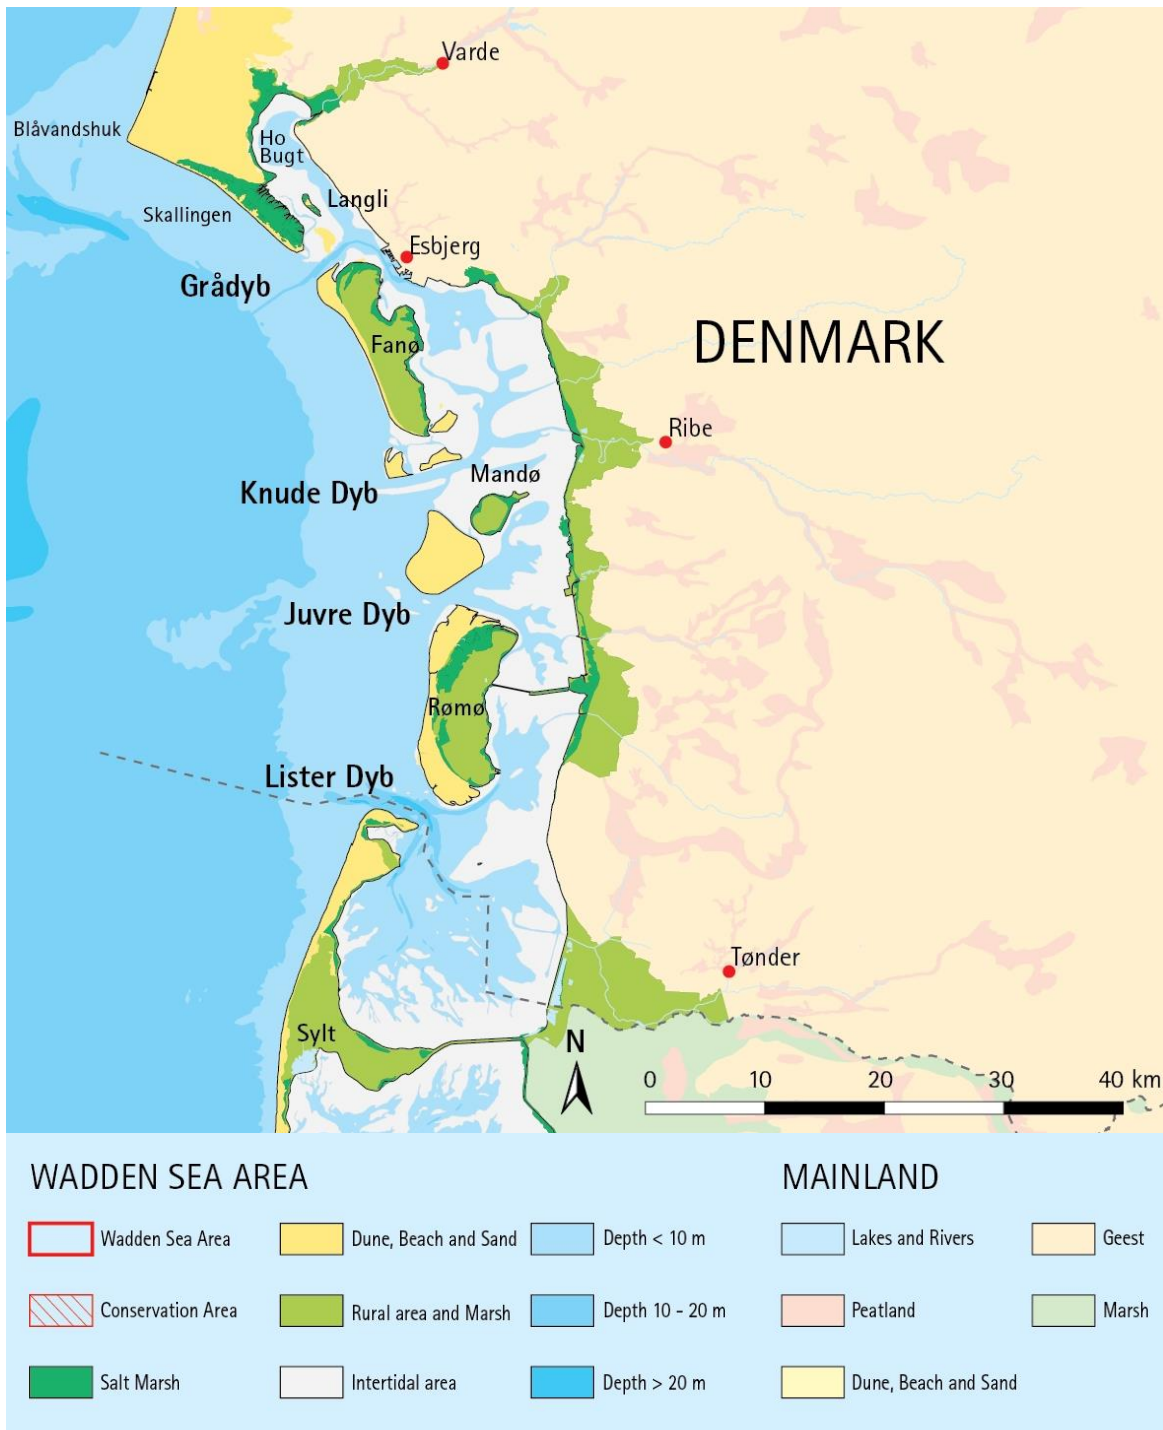 Varde
Blåvandshuk
Ho
Bugt
Langli
Skallingen
Esbjerg
Grådyb
DENMARK
Fanø
Ribe
Mandø
Knude Dyb
Juvre Dyb
Rømø
Lister Dyb
Tønder
Sylt
N
0 10 20 30 40 km
WADDEN SEA AREA
MAINLAND
Wadden Sea Area
Dune, Beach and Sand
Depth < 10 m
Lakes and Rivers
Geest
Conservation Area
Rural area and Marsh
Depth 10 - 20 m
Peatland
Marsh
Salt Marsh
Intertidal area
Depth > 20 m
Dune, Beach and Sand